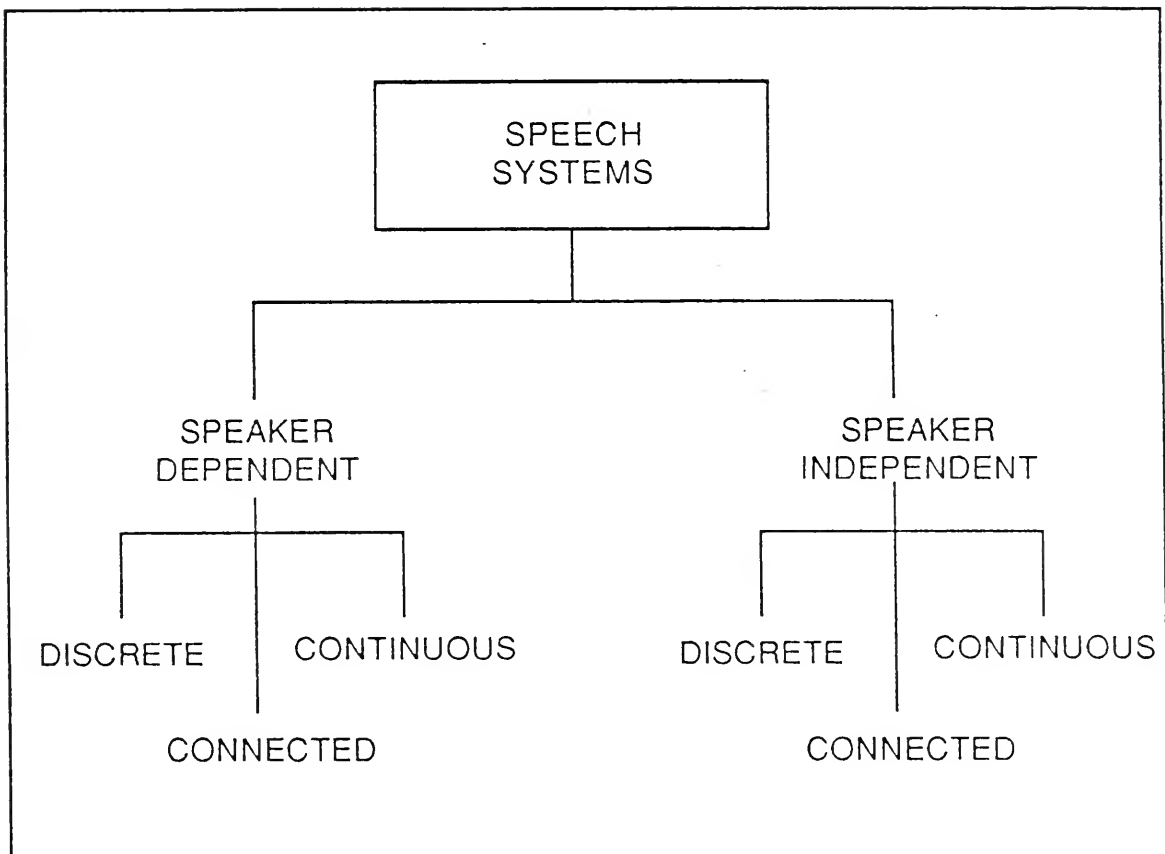 SPEECH
SYSTEMS
SPEAKER
DEPENDENT
SPEAKER
INDEPENDENT
DISCRETE
CONTINUOUS
CONNECTED
DISCRETE
CONTINUOUS
CONNECTED